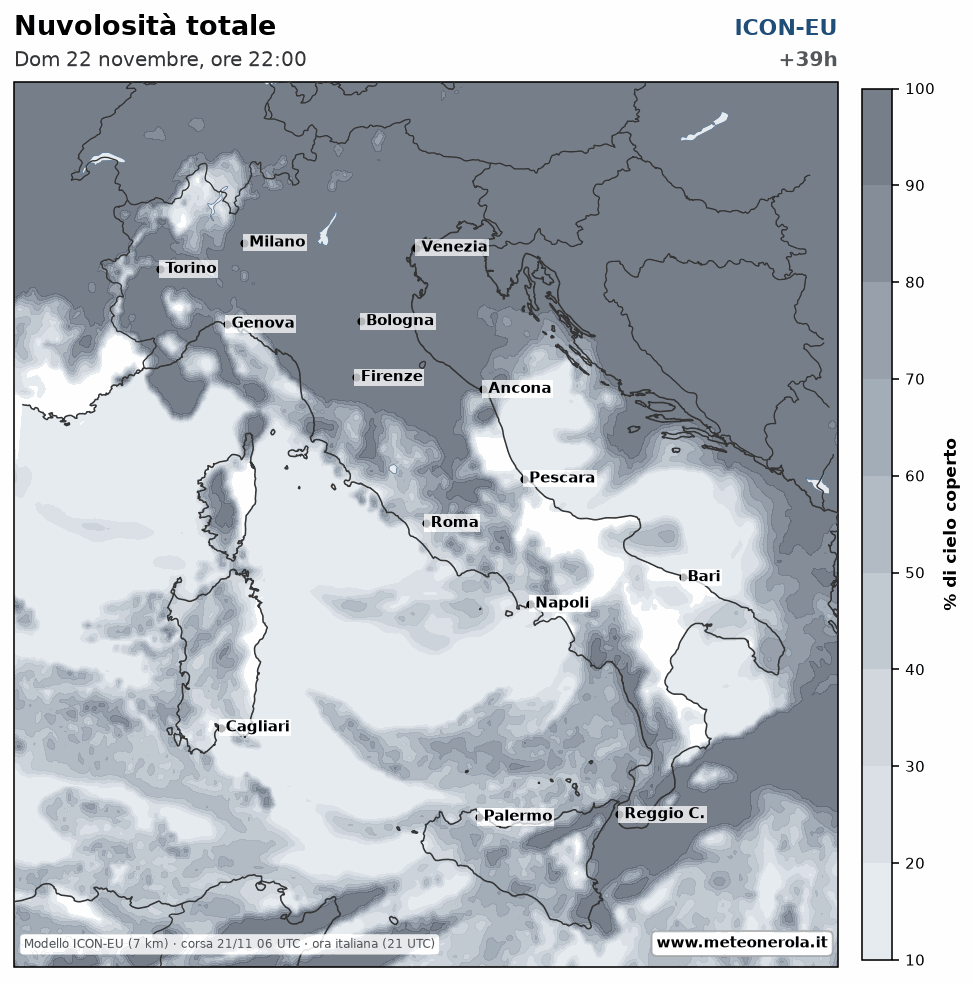 Nuvolosità totale
ICON-EU
Dom 22 novembre, ore 22:00
+39h
100
90
80
70
60
50
40
30
20
10
% di cielo coperto
Milano
Venezia
Torino
Genova
Bologna
Firenze
Ancona
Pescara
Roma
Bari
Napoli
Cagliari
Palermo
Reggio C.
Modello ICON-EU (7 km) · corsa 21/11 06 UTC · ora italiana (21 UTC)
www.meteonerola.it